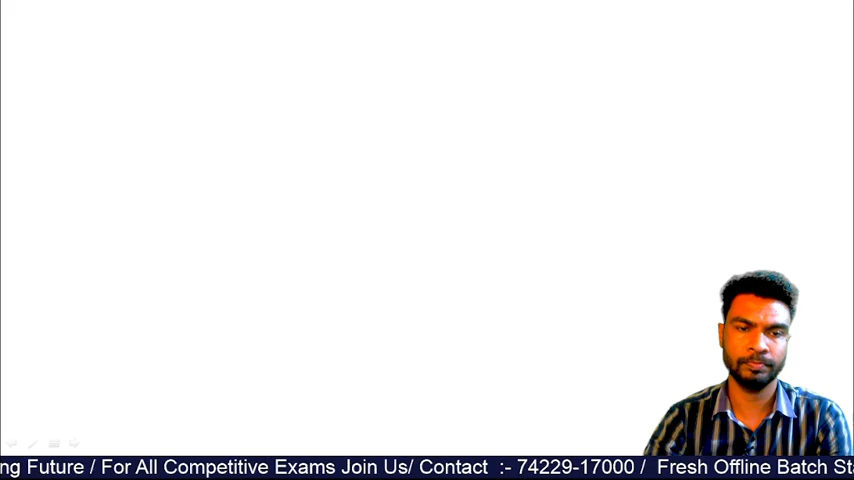 ng Future / For All Competitive Exams Join Us/ Contact :- 74229-17000 / Fresh Offline Batch Sta